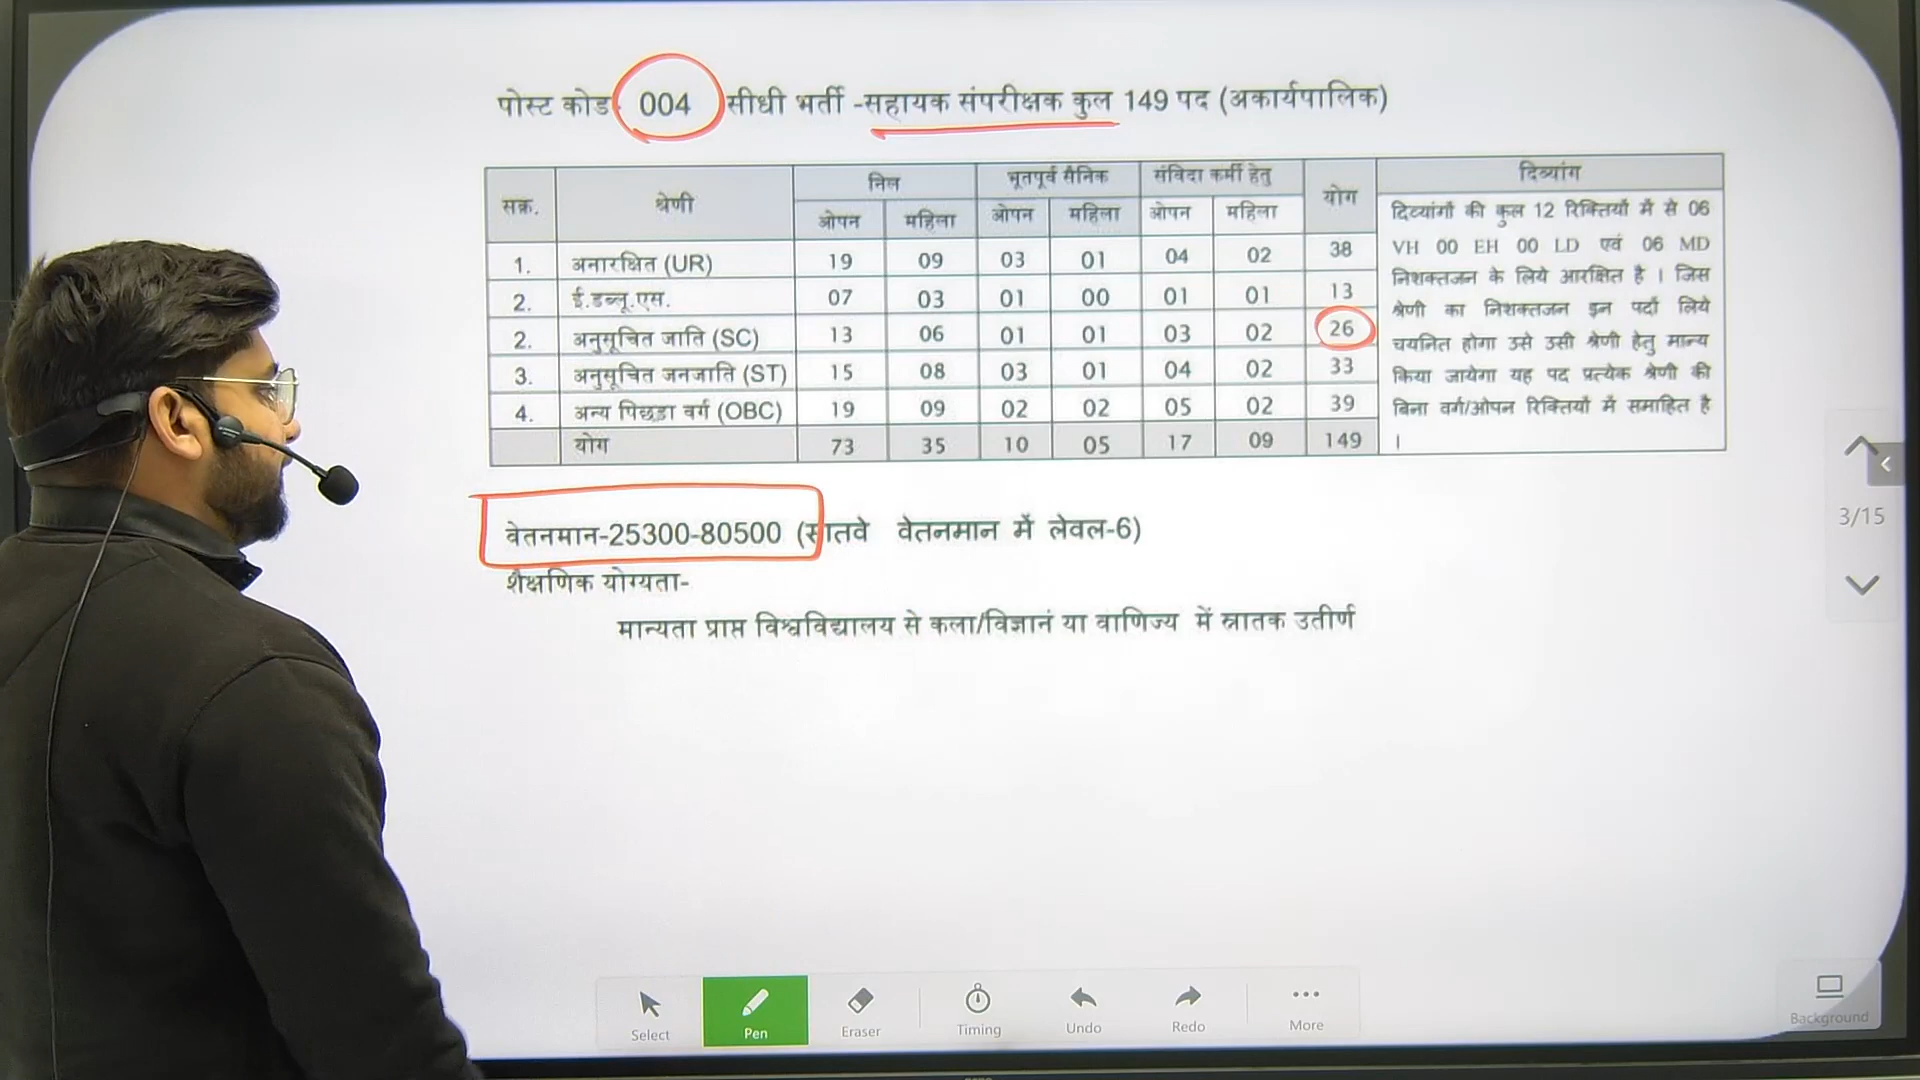 पोस्ट कोड- 004 सीधी भर्ती -सहायक संपरीक्षक कुल 149 पद (अकार्यपालिक)
सक्र. श्रेणी निल भूतपूर्व सैनिक संविदा कर्मी हेतु योग दिव्यांग
ओपन महिला ओपन महिला ओपन महिला
1. अनारक्षित (UR) 19 09 03 01 04 02 38
2. ई.डब्लू.एस. 07 03 01 00 01 01 13
2. अनुसूचित जाति (SC) 13 06 01 01 03 02 26
3. अनुसूचित जनजाति (ST) 15 08 03 01 04 02 33
4. अन्य पिछड़ा वर्ग (OBC) 19 09 02 02 05 02 39
योग 73 35 10 05 17 09 149
दिव्यांगों की कुल 12 रिक्तियों में से 06
VH 00 EH 00 LD एवं 06 MD
निशक्तजन के लिये आरक्षित है । जिस
श्रेणी का निशक्तजन इन पदों लिये
चयनित होगा उसे उसी श्रेणी हेतु मान्य
किया जायेगा यह पद प्रत्येक श्रेणी की
बिना वर्ग/ओपन रिक्तियों में समाहित है
।
वेतनमान-25300-80500 (सातवे वेतनमान में लेवल-6)
शैक्षणिक योग्यता-
मान्यता प्राप्त विश्वविद्यालय से कला/विज्ञानं या वाणिज्य में स्नातक उतीर्ण
3/15
Select Pen Eraser Timing Undo Redo More
Background